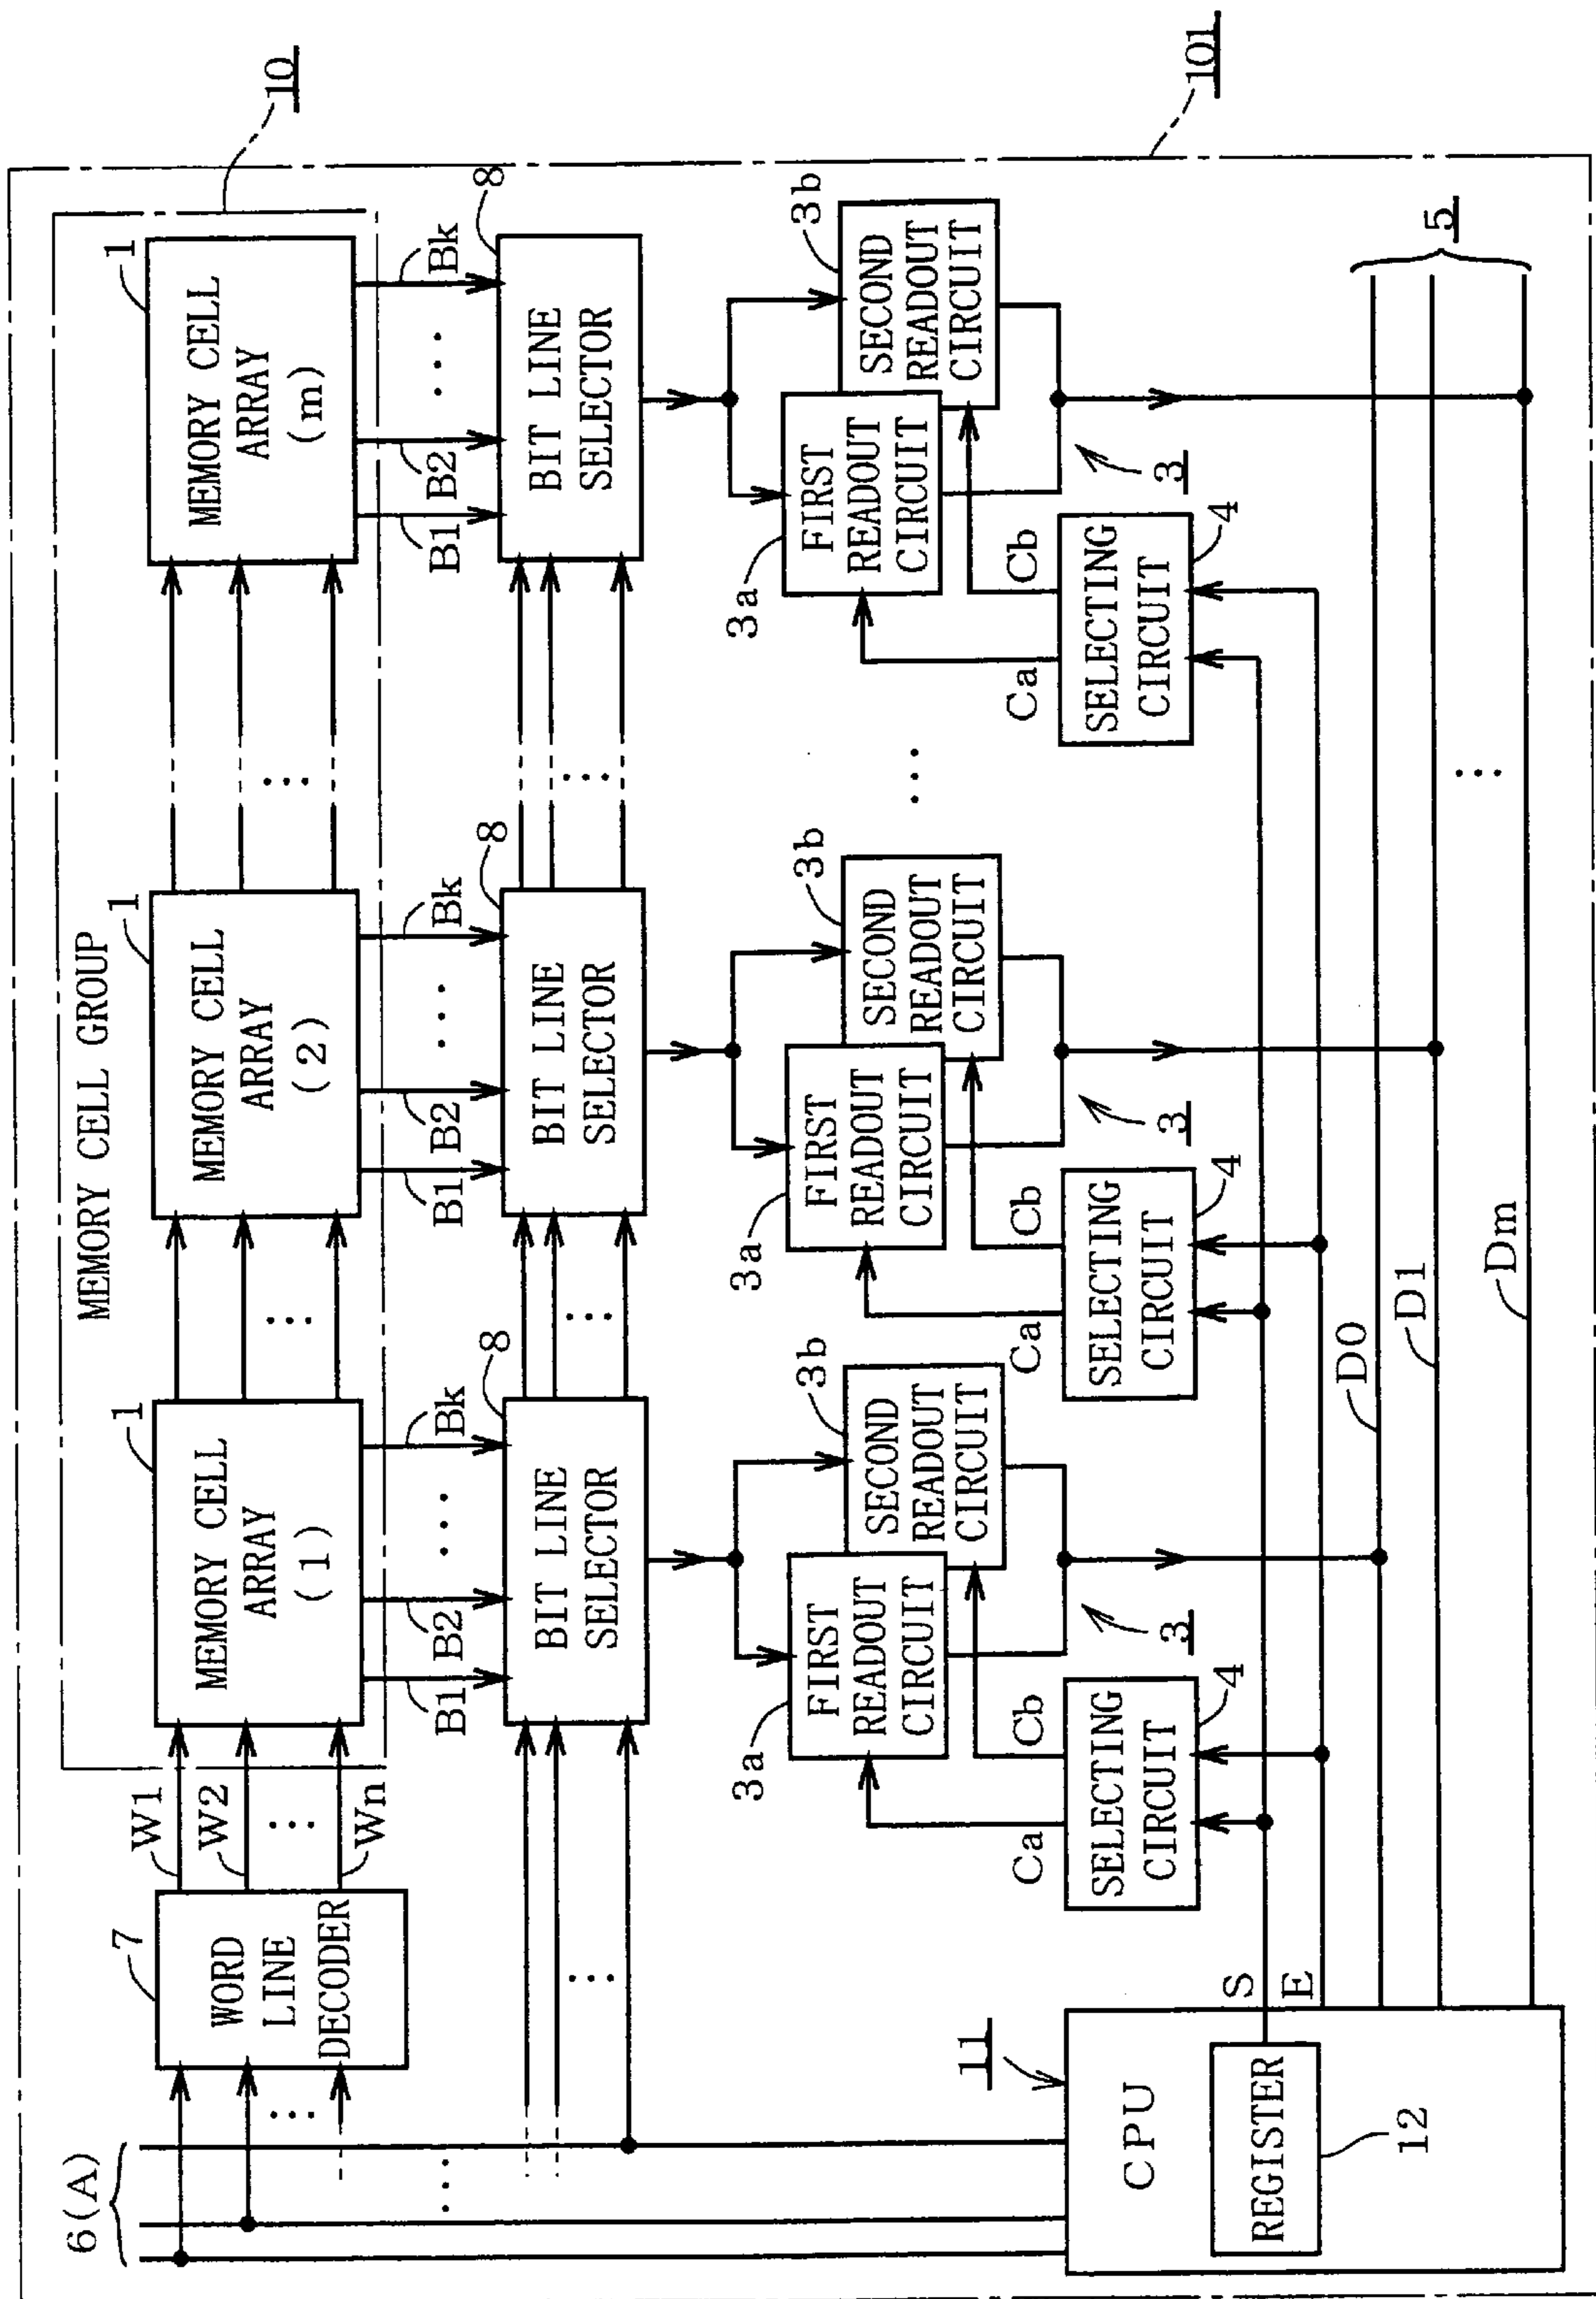 10
101
MEMORY CELL GROUP
1
MEMORY CELL
ARRAY
(1)
1
MEMORY CELL
ARRAY
(2)
1
MEMORY CELL
ARRAY
(m)
7
WORD
LINE
DECODER
W1
W2
Wn
B1
B2
Bk
B1
B2
Bk
B1
B2
Bk
8
BIT LINE
SELECTOR
8
BIT LINE
SELECTOR
8
BIT LINE
SELECTOR
6(A)
3a
FIRST
READOUT
CIRCUIT
3b
SECOND
READOUT
CIRCUIT
3
3a
FIRST
READOUT
CIRCUIT
3b
SECOND
READOUT
CIRCUIT
3
3a
FIRST
READOUT
CIRCUIT
3b
SECOND
READOUT
CIRCUIT
3
Ca
Cb
SELECTING
CIRCUIT
4
Ca
Cb
SELECTING
CIRCUIT
4
Ca
Cb
SELECTING
CIRCUIT
4
11
CPU
REGISTER
12
S
E
D0
D1
Dm
5